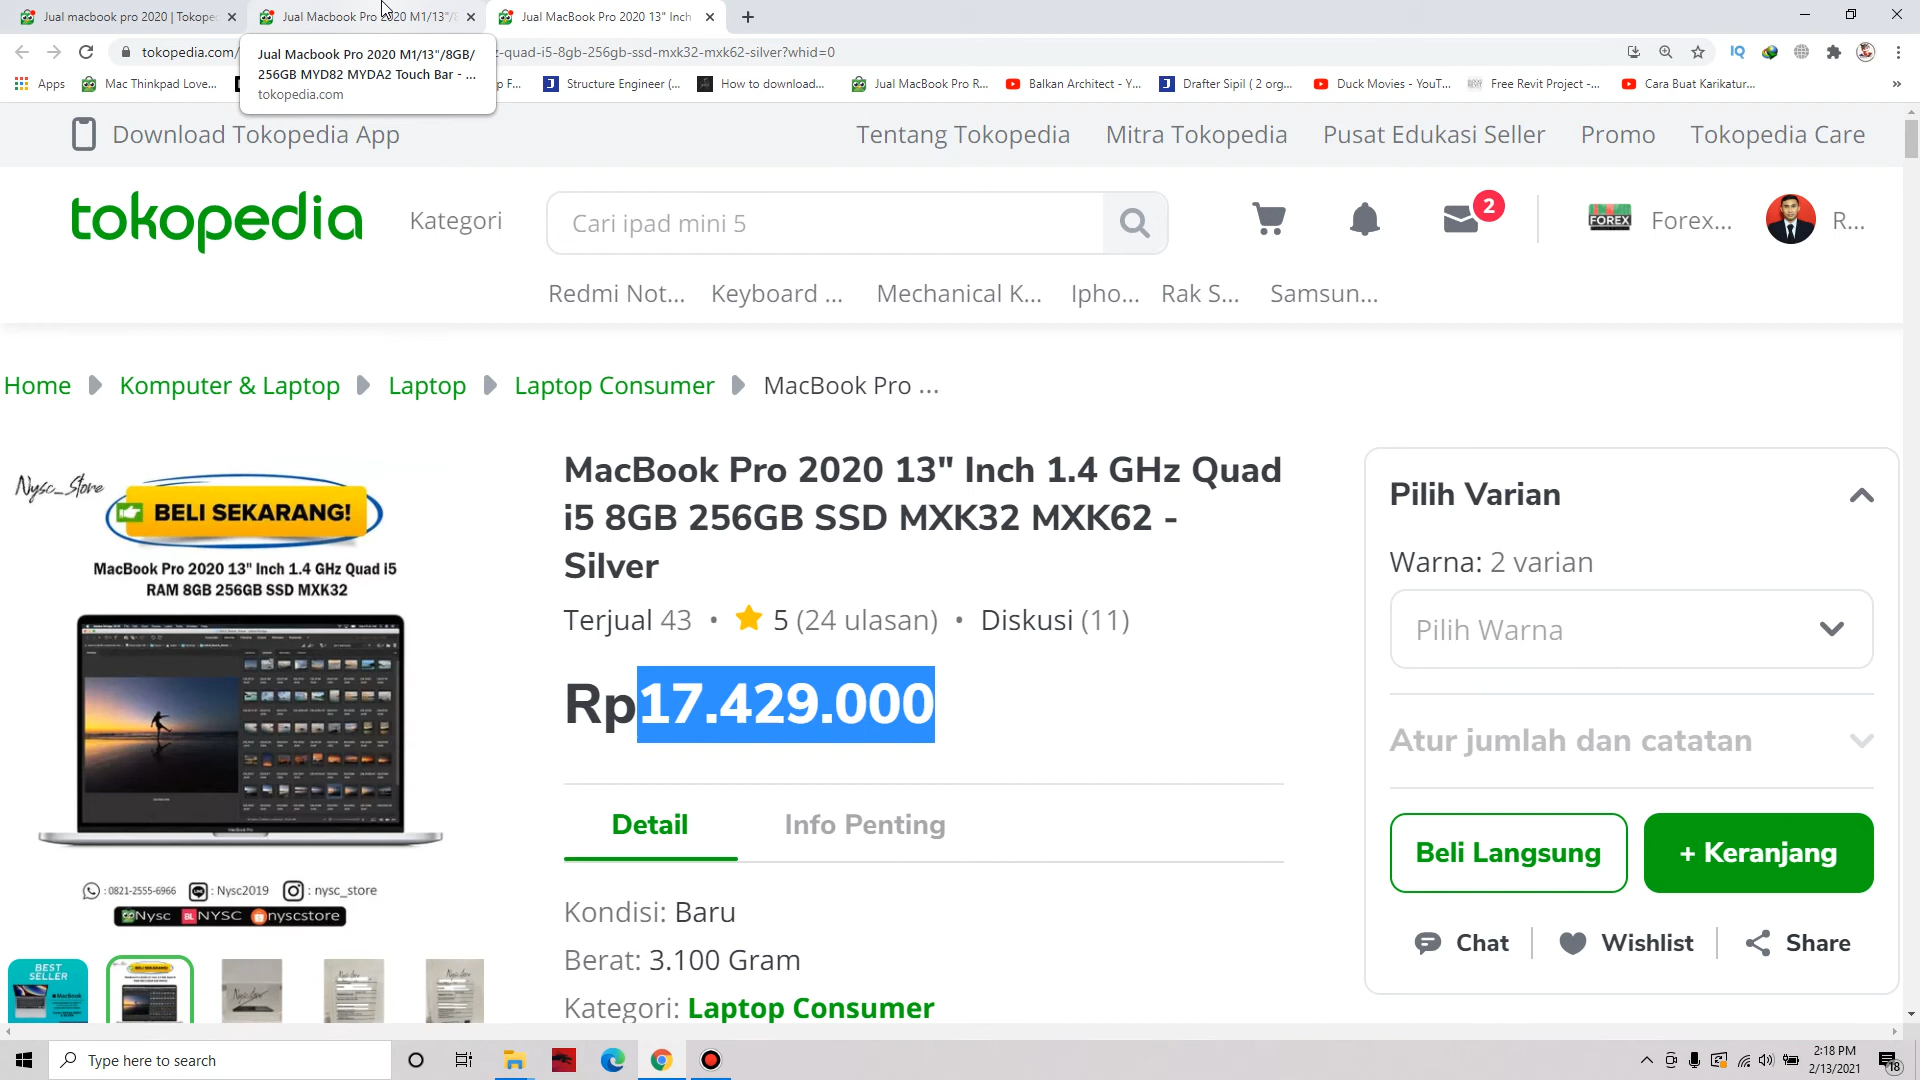 Jual macbook pro 2020 | Tokope
Jual Macbook Pro 2020 M1/13"/8
Jual MacBook Pro 2020 13" Inch
tokopedia.com/
z-quad-i5-8gb-256gb-ssd-mxk32-mxk62-silver?whid=0
Jual Macbook Pro 2020 M1/13"/8GB/
256GB MYD82 MYDA2 Touch Bar - ...
tokopedia.com
Apps
Mac Thinkpad Love...
p F...
Structure Engineer (...
How to download...
Jual MacBook Pro R...
Balkan Architect - Y...
Drafter Sipil ( 2 org...
Duck Movies - YouT...
Free Revit Project -...
Cara Buat Karikatur...
»
Download Tokopedia App
Tentang Tokopedia
Mitra Tokopedia
Pusat Edukasi Seller
Promo
Tokopedia Care
tokopedia
Kategori
Cari ipad mini 5
2
FOREX
Forex...
R...
Redmi Not...
Keyboard ...
Mechanical K...
Ipho...
Rak S...
Samsun...
Home
Komputer & Laptop
Laptop
Laptop Consumer
MacBook Pro ...
Nysc_Store
BELI SEKARANG!
MacBook Pro 2020 13" Inch 1.4 GHz Quad i5
RAM 8GB 256GB SSD MXK32
: 0821-2555-6966
: Nysc2019
: nysc_store
Nysc
BL NYSC
nyscstore
BEST
SELLER
MacBook
BELI SEKARANG!
MacBook Pro 2020 13" Inch 1.4 GHz Quad
i5 8GB 256GB SSD MXK32 MXK62 -
Silver
Terjual 43 • 5 (24 ulasan) • Diskusi (11)
Rp17.429.000
Detail
Info Penting
Kondisi: Baru
Berat: 3.100 Gram
Kategori: Laptop Consumer
Pilih Varian
Warna: 2 varian
Pilih Warna
Atur jumlah dan catatan
Beli Langsung
+ Keranjang
Chat
Wishlist
Share
Type here to search
2:18 PM
2/13/2021
18